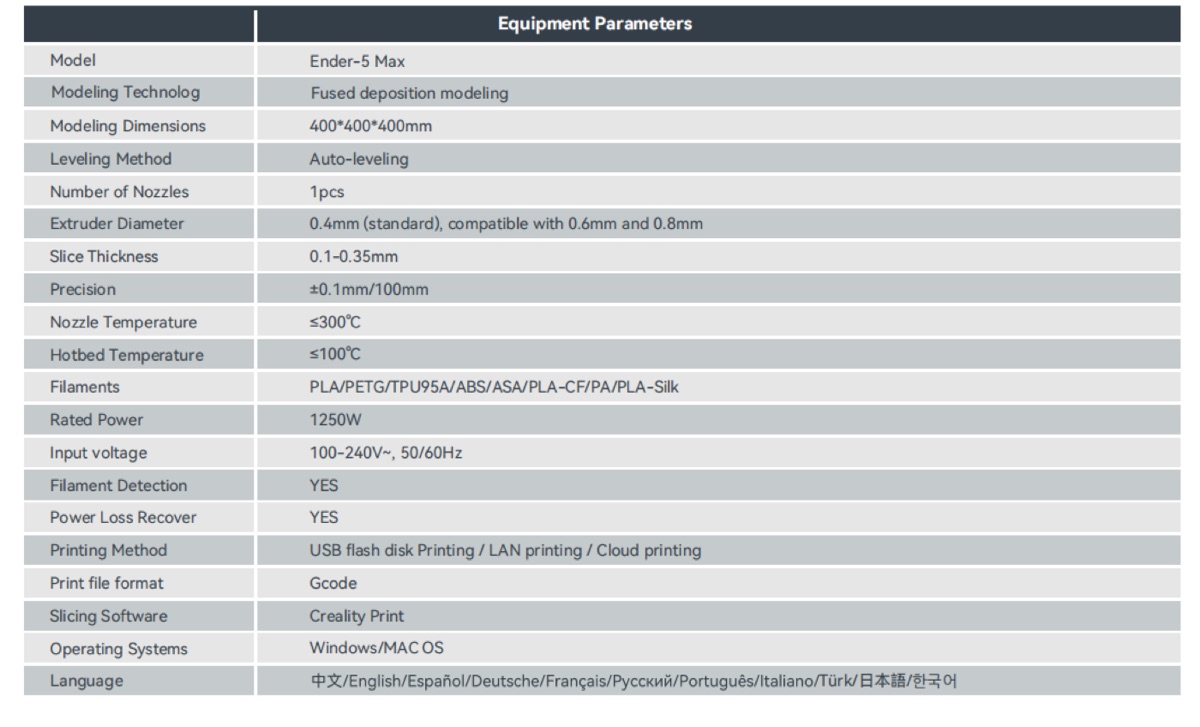 Equipment Parameters
Model Ender-5 Max
Modeling Technolog Fused deposition modeling
Modeling Dimensions 400*400*400mm
Leveling Method Auto-leveling
Number of Nozzles 1pcs
Extruder Diameter 0.4mm (standard), compatible with 0.6mm and 0.8mm
Slice Thickness 0.1-0.35mm
Precision ±0.1mm/100mm
Nozzle Temperature ≤300℃
Hotbed Temperature ≤100℃
Filaments PLA/PETG/TPU95A/ABS/ASA/PLA-CF/PA/PLA-Silk
Rated Power 1250W
Input voltage 100-240V~, 50/60Hz
Filament Detection YES
Power Loss Recover YES
Printing Method USB flash disk Printing / LAN printing / Cloud printing
Print file format Gcode
Slicing Software Creality Print
Operating Systems Windows/MAC OS
Language 中文/English/Español/Deutsche/Français/Русский/Português/Italiano/Türk/日本語/한국어